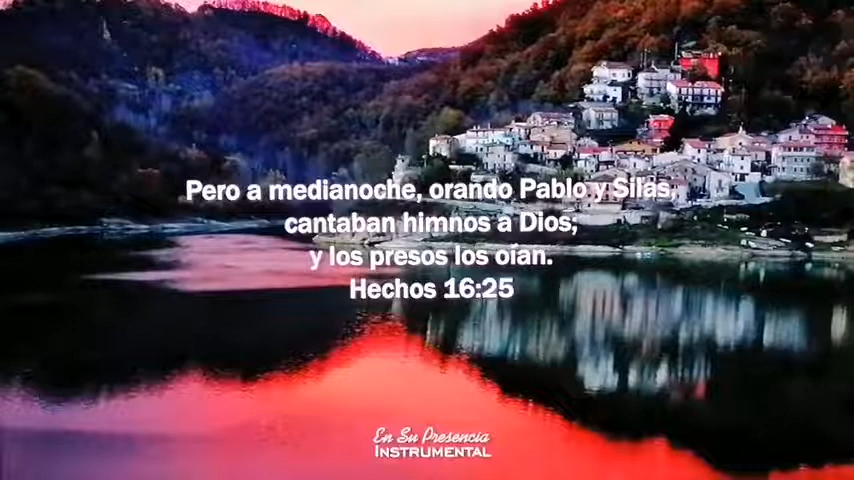 Pero a medianoche, orando Pablo y Silas,
cantaban himnos a Dios;
y los presos los oían.
Hechos 16:25
En Su Presencia
INSTRUMENTAL